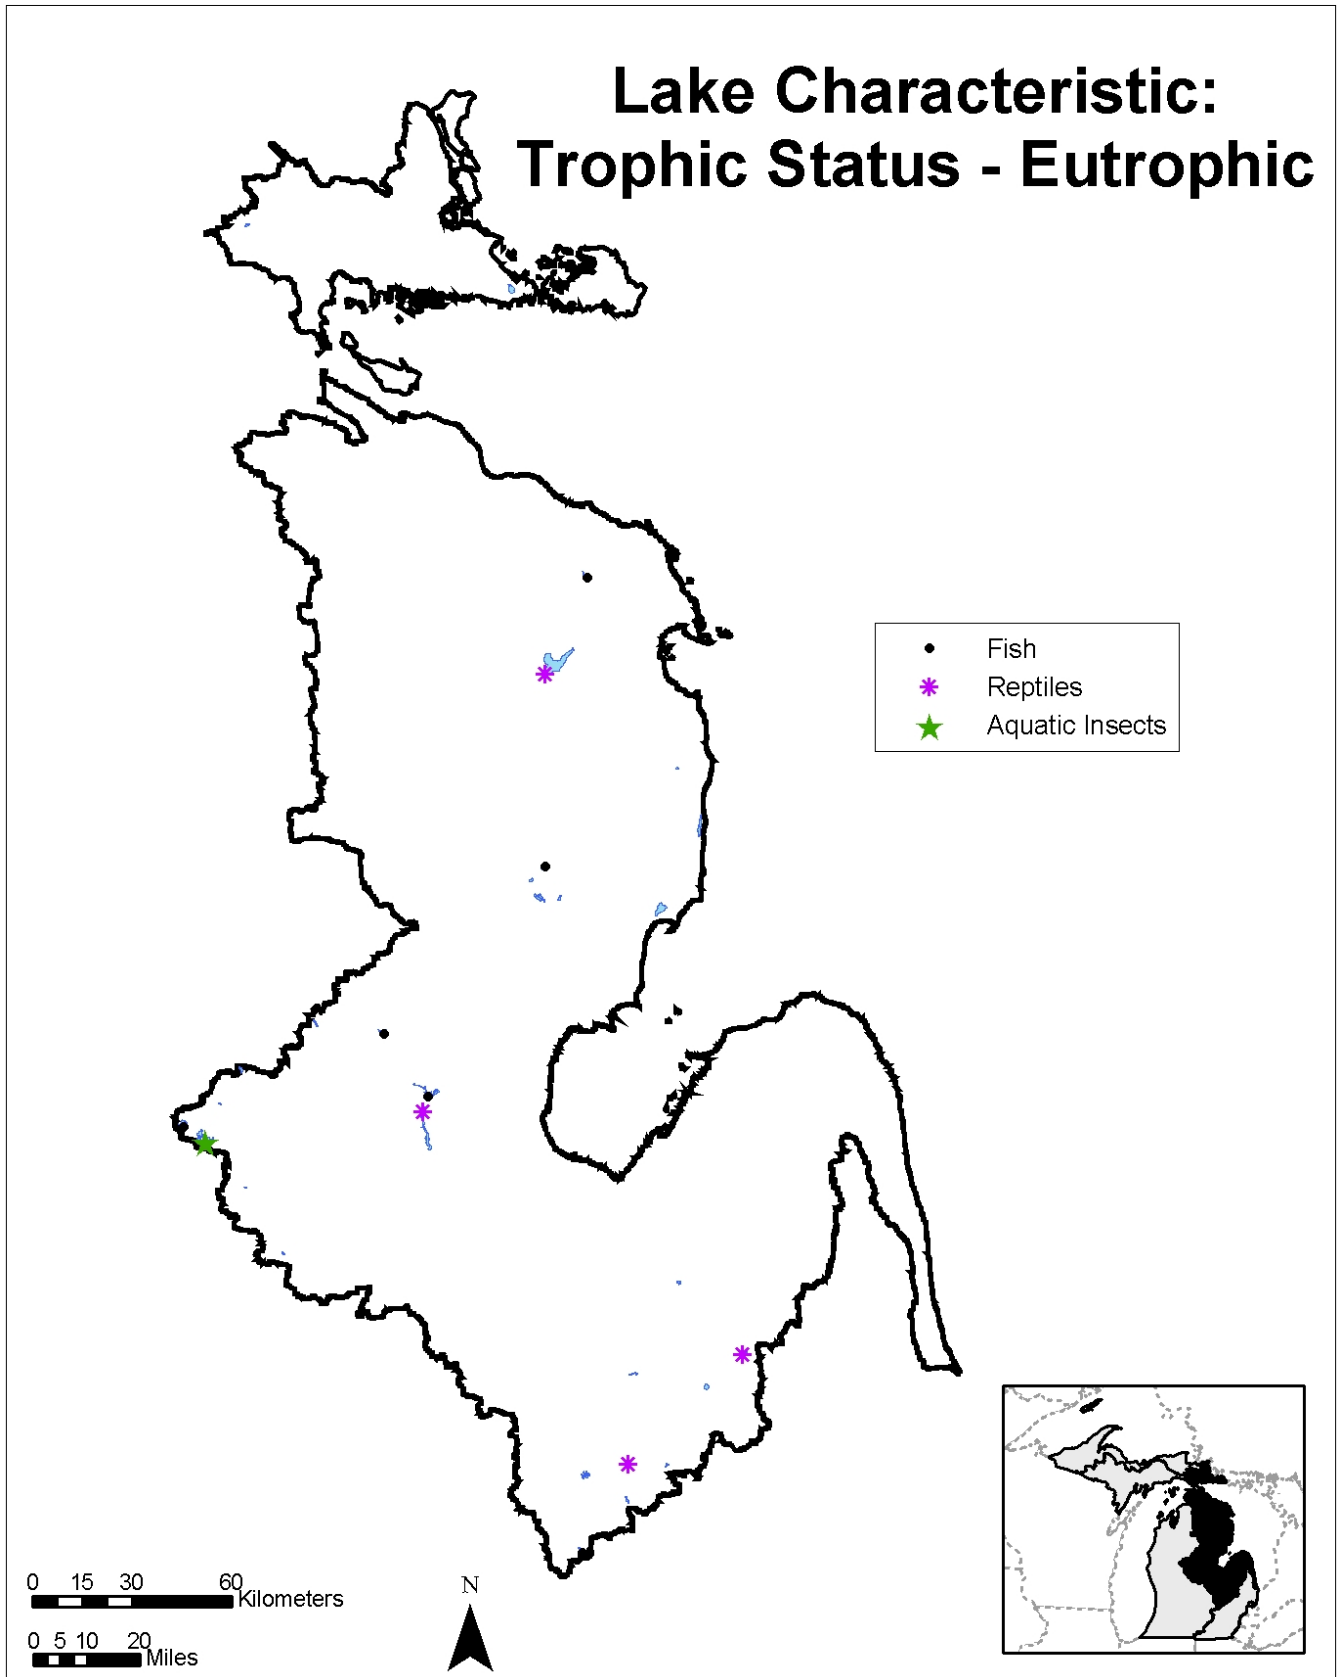 Lake Characteristic:
Trophic Status - Eutrophic
Fish
Reptiles
Aquatic Insects
0 15 30 60
Kilometers
0 5 10 20
Miles
N